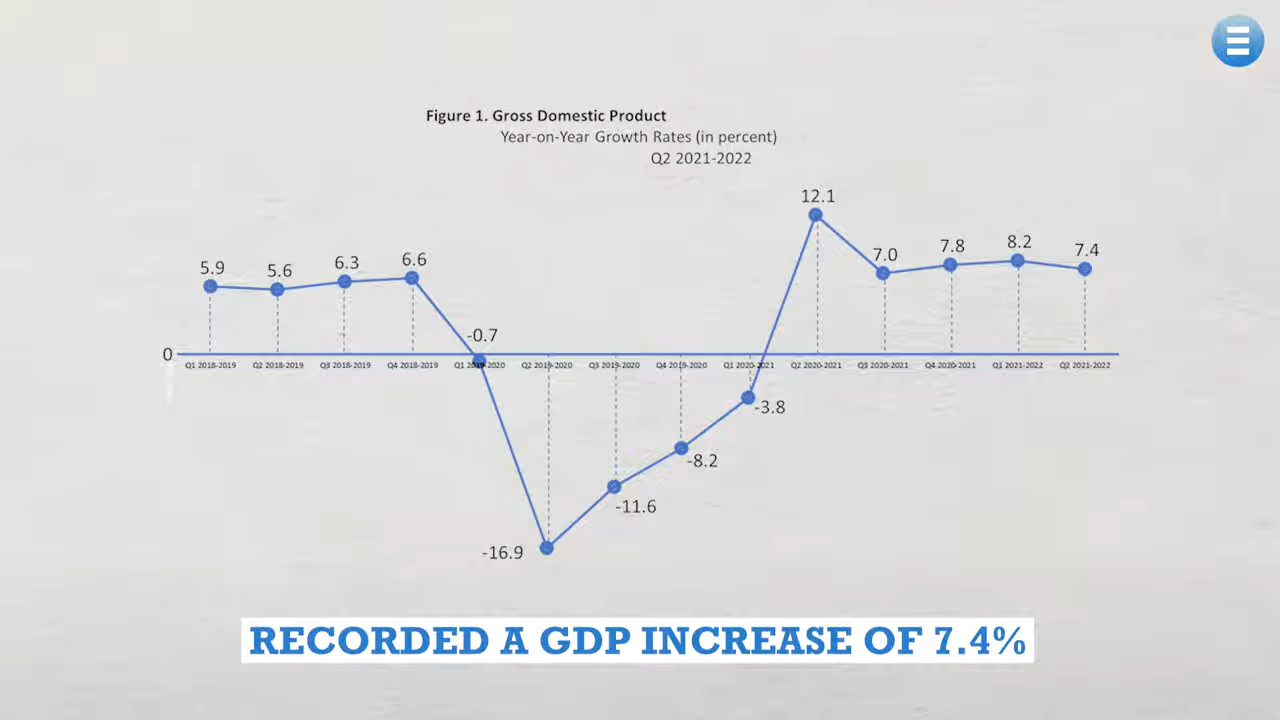 Figure 1. Gross Domestic Product
Year-on-Year Growth Rates (in percent)
Q2 2021-2022
12.1
5.9
5.6
6.3
6.6
7.0
7.8
8.2
7.4
-0.7
0
Q1 2018-2019
Q2 2018-2019
Q3 2018-2019
Q4 2018-2019
Q1 2019-2020
Q2 2019-2020
Q3 2019-2020
Q4 2019-2020
Q1 2020-2021
Q2 2020-2021
Q3 2020-2021
Q4 2020-2021
Q1 2021-2022
Q2 2021-2022
-3.8
-8.2
-11.6
-16.9
RECORDED A GDP INCREASE OF 7.4%